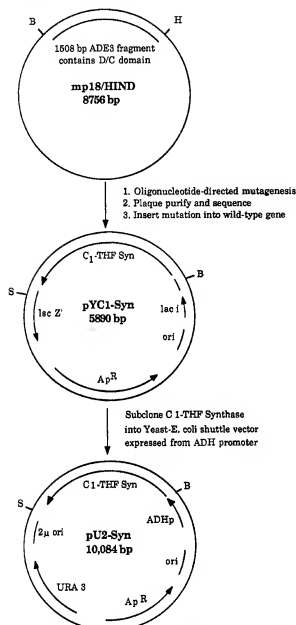 B
H
1508 bp ADE3 fragment
contains D/C domain
mp18/HIND
8756 bp
1. Oligonucleotide-directed mutagenesis
2. Plaque purify and sequence
3. Insert mutation into wild-type gene
C1-THF Syn
B
S
lac Z'
pYC1-Syn
5890 bp
lac i
ori
ApR
Subclone C 1-THF Synthase
into Yeast-E. coli shuttle vector
expressed from ADH promoter
C1-THF Syn
B
S
ADHp
2μ ori
pU2-Syn
10,084 bp
ori
URA 3
ApR